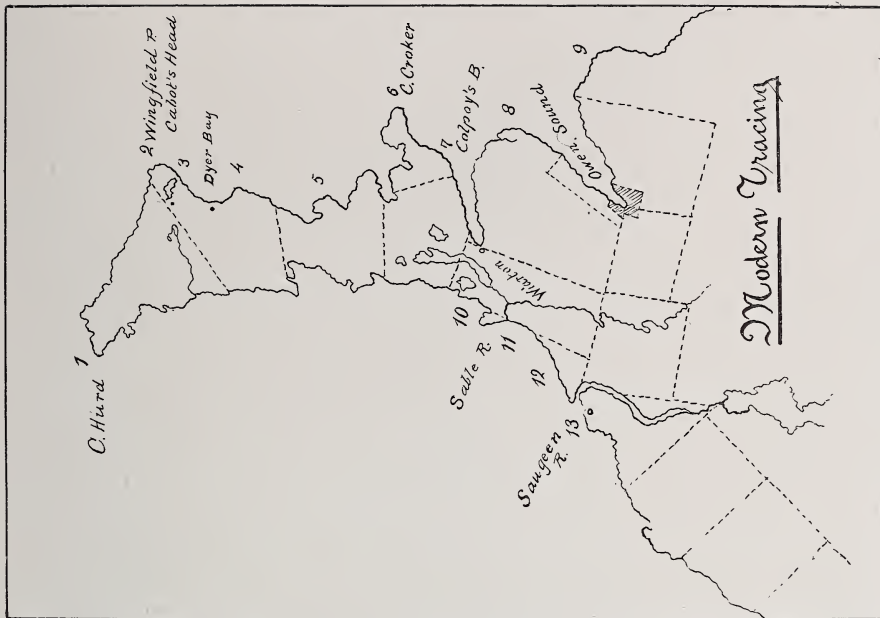 1
C. Hurd
2 Wingfield P.
Cabot's Head
3
Dyer Bay
4
5
6
C. Croker
7
Colpoy's B.
8
Owen Sound
9
Wiarton
10
Sable R.
11
12
13
Saugeen
R.
Modern Tracing